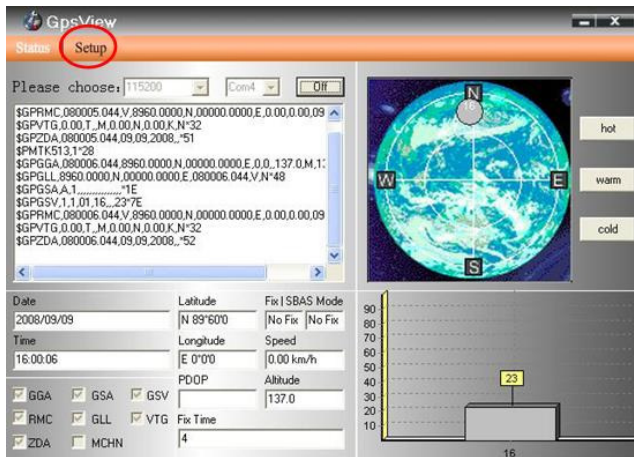 GpsView
Status Setup
Please choose: 115200 Com4 Off
$GPRMC,080005.044,V,8960.0000,N,00000.0000,E,0.00,0.00,09
$GPVTG,0.00,T,,M,0.00,N,0.00,K,N*32
$GPZDA,080005.044,09,09,2008,,*51
$PMTK513,1*28
$GPGGA,080006.044,8960.0000,N,00000.0000,E,0,0,,137.0,M,1:
$GPGLL,8960.0000,N,00000.0000,E,080006.044,V,N*48
$GPGSA,A,1,,,,,,,,,,,,,,,*1E
$GPGSV,1,1,01,16,,,23*7E
$GPRMC,080006.044,V,8960.0000,N,00000.0000,E,0.00,0.00,09
$GPVTG,0.00,T,,M,0.00,N,0.00,K,N*32
$GPZDA,080006.044,09,09,2008,,*52
N
16
W
E
S
hot
warm
cold
Date Latitude Fix | SBAS Mode
2008/09/09 N 89°60'0 No Fix No Fix
Time Longitude Speed
16:00:06 E 0°0'0 0.00 km/h
PDOP Altitude
137.0
GGA GSA GSV
RMC GLL VTG Fix Time
ZDA MCHN 4
90
80
70
60
50
40
30
20
10
23
16